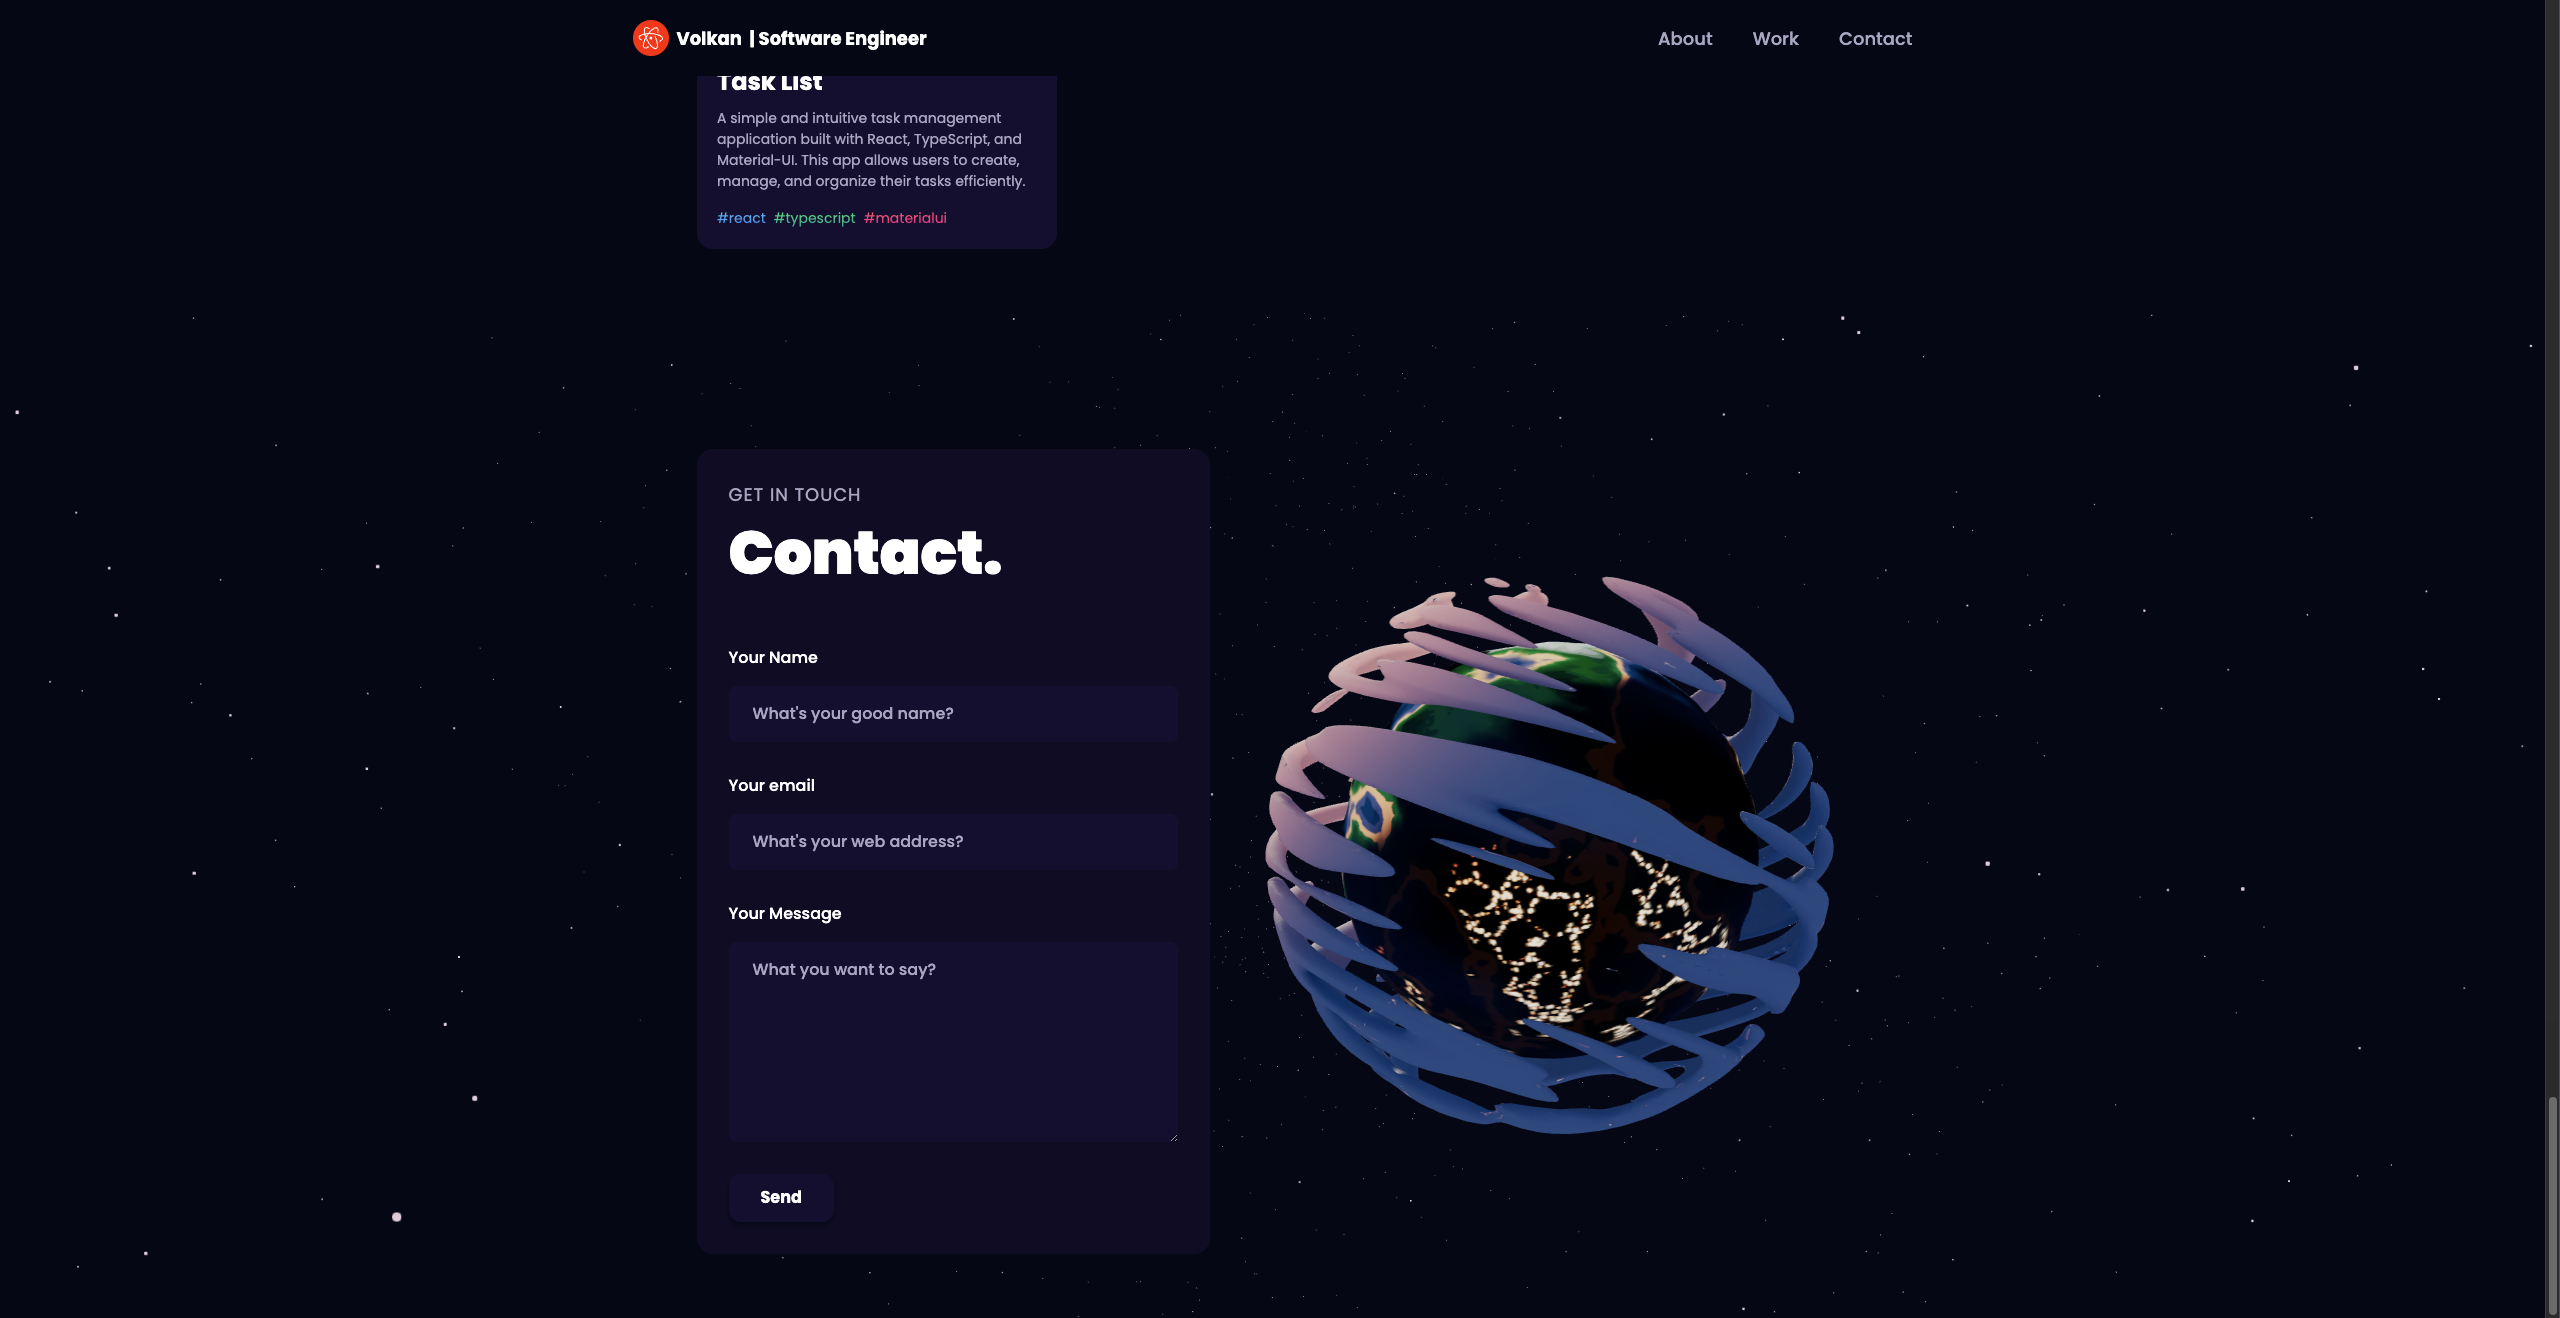 Volkan | Software Engineer
About Work Contact
Task List
A simple and intuitive task management
application built with React, TypeScript, and
Material-UI. This app allows users to create,
manage, and organize their tasks efficiently.
#react #typescript #materialui
GET IN TOUCH
Contact.
Your Name
What's your good name?
Your email
What's your web address?
Your Message
What you want to say?
Send